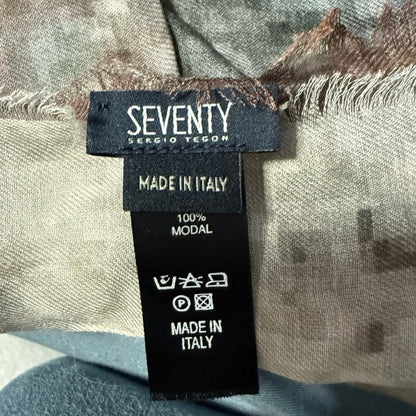 SEVENTY
SERGIO TEGON
MADE IN ITALY
100%
MODAL
P
MADE IN
ITALY